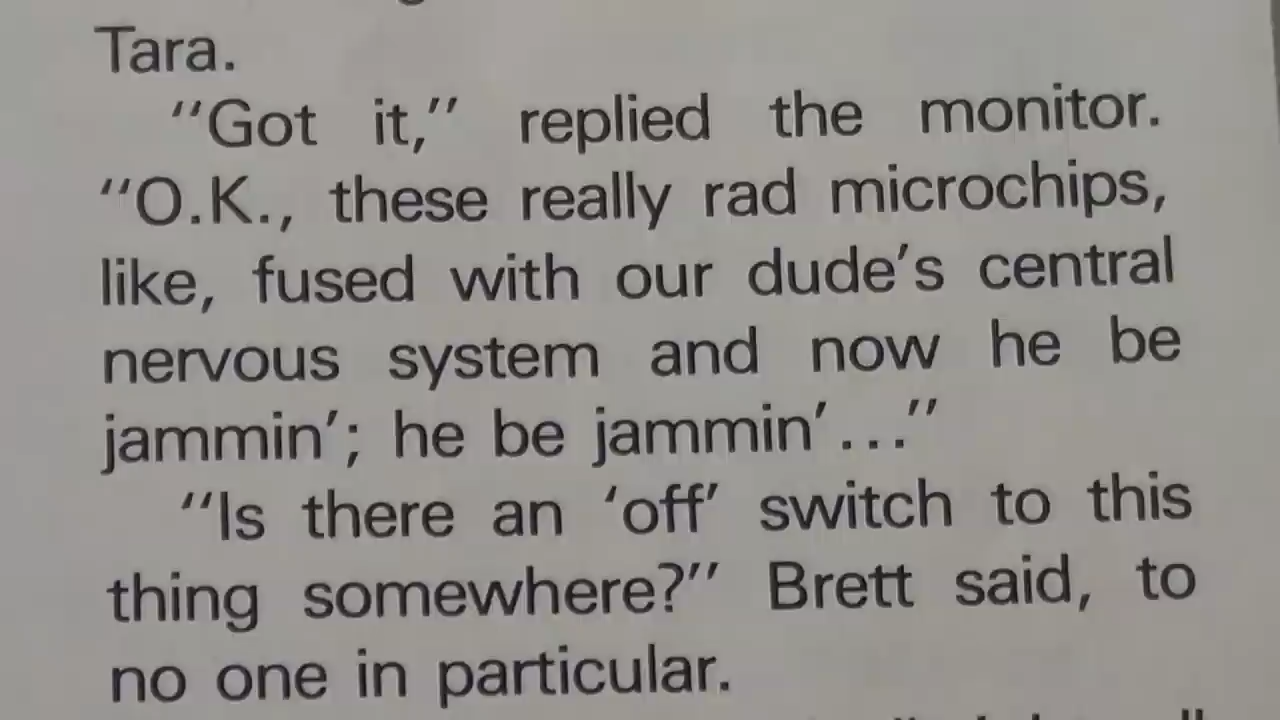 Tara.
“Got it,” replied the monitor.
“O.K., these really rad microchips,
like, fused with our dude’s central
nervous system and now he be
jammin’; he be jammin’...”
“Is there an ‘off’ switch to this
thing somewhere?” Brett said, to
no one in particular.